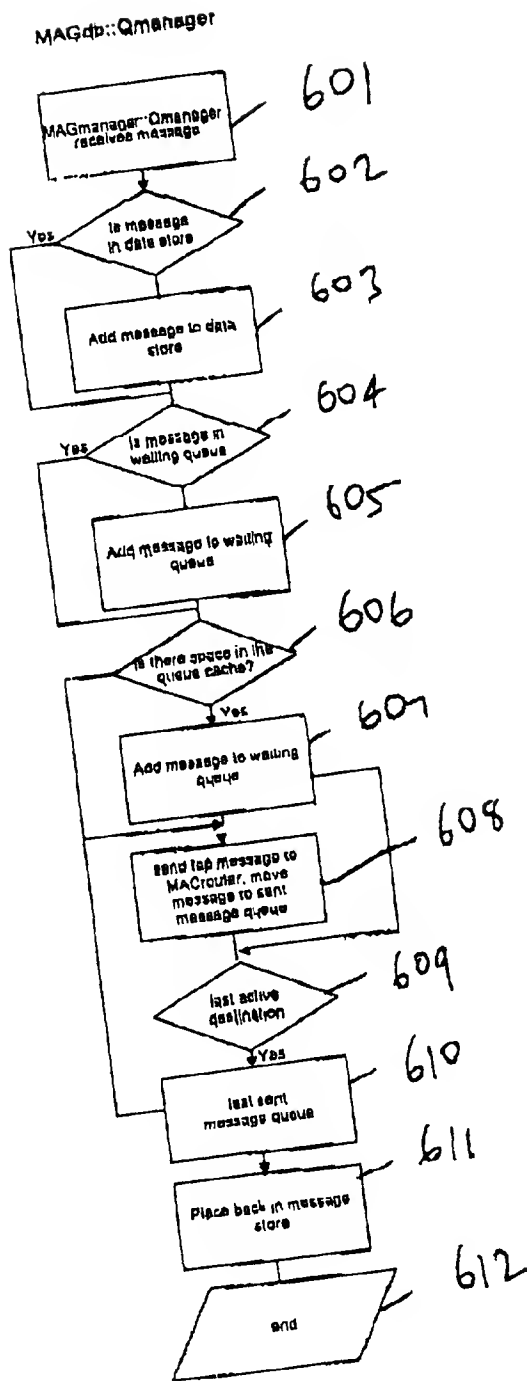 MAGdb::Qmanager
MAGmanager::Qmanager
receives message
601
Yes
Is message
in data store
602
Add message to data
store
603
Yes
Is message in
waiting queue
604
Add message to waiting
queue
605
Is there space in the
queue cache?
606
Yes
Add message to waiting
queue
607
send top message to
MAGrouter, move
message to sent
message queue
608
last active
destination
609
Yes
last sent
message queue
610
Place back in message
store
611
end
612